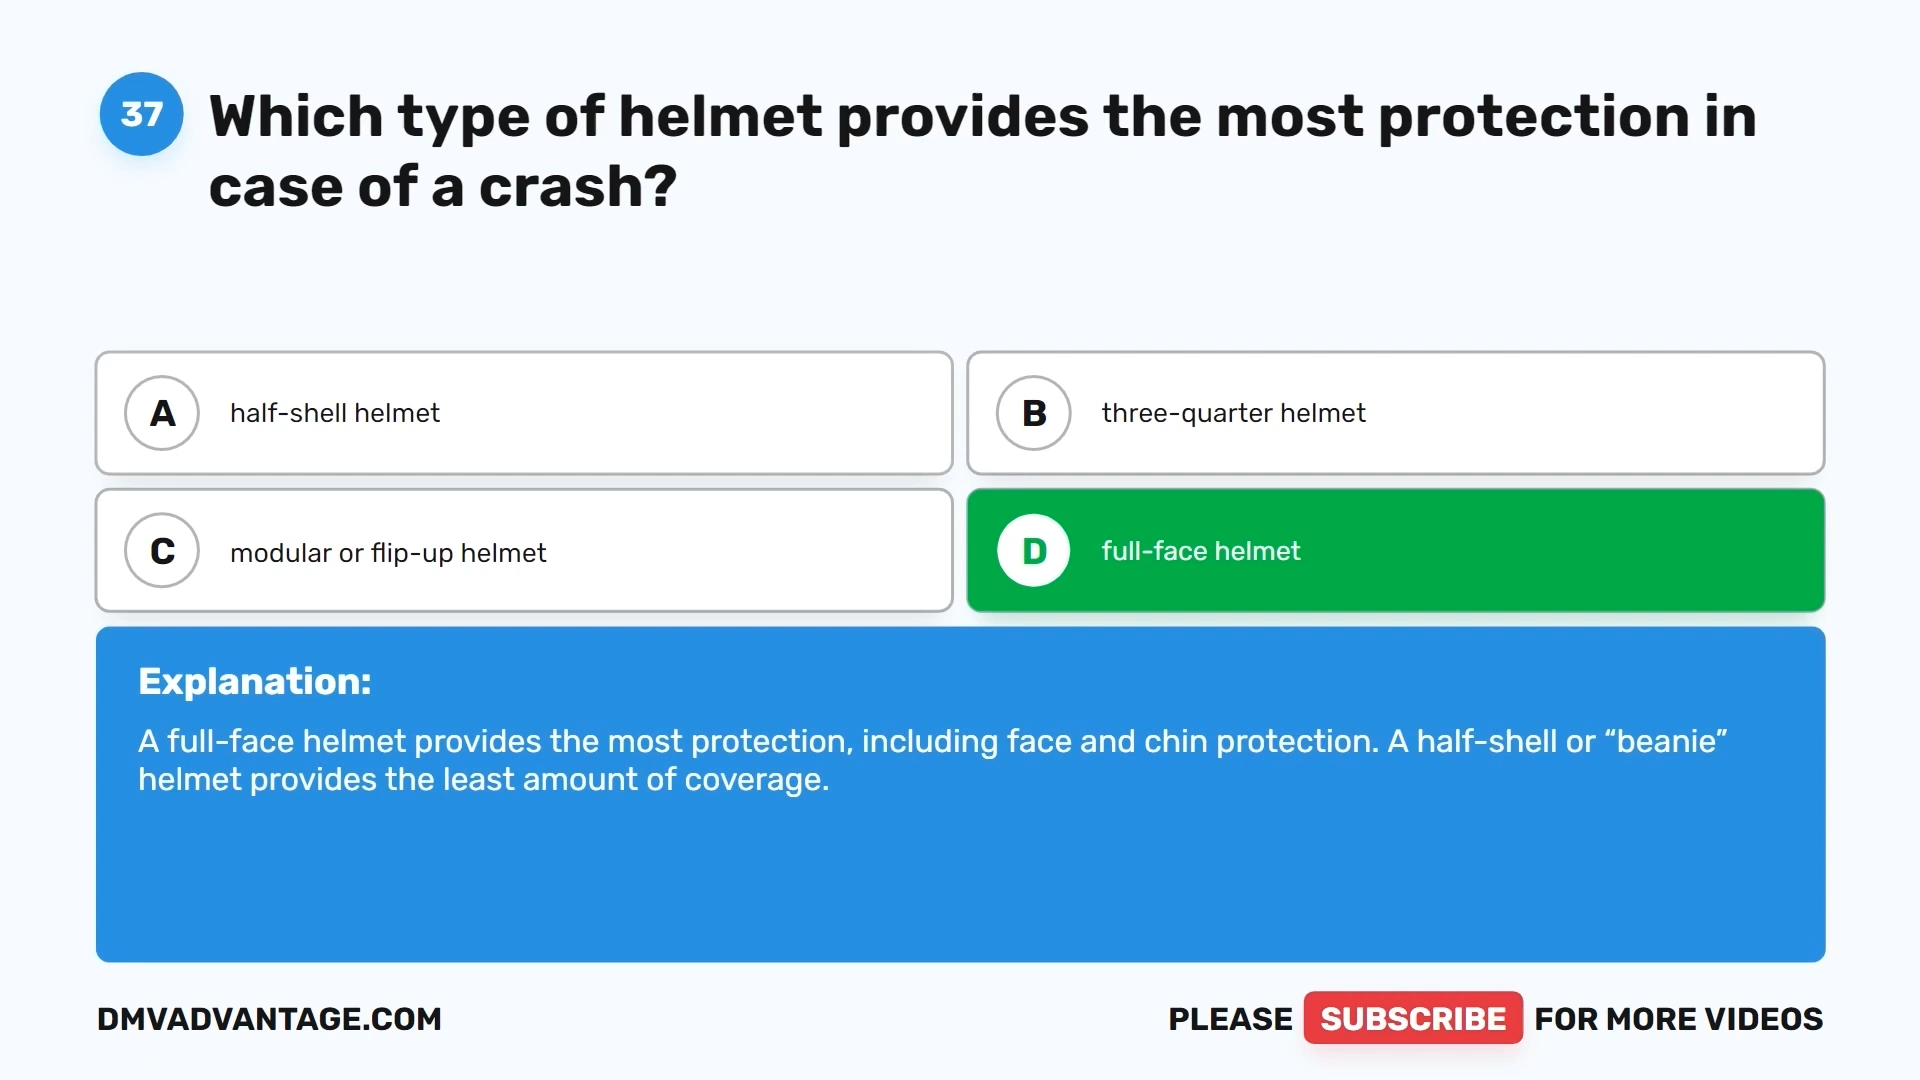 37
Which type of helmet provides the most protection in
case of a crash?
A half-shell helmet
B three-quarter helmet
C modular or flip-up helmet
D full-face helmet
Explanation:
A full-face helmet provides the most protection, including face and chin protection. A half-shell or “beanie”
helmet provides the least amount of coverage.
DMVADVANTAGE.COM
PLEASE SUBSCRIBE FOR MORE VIDEOS